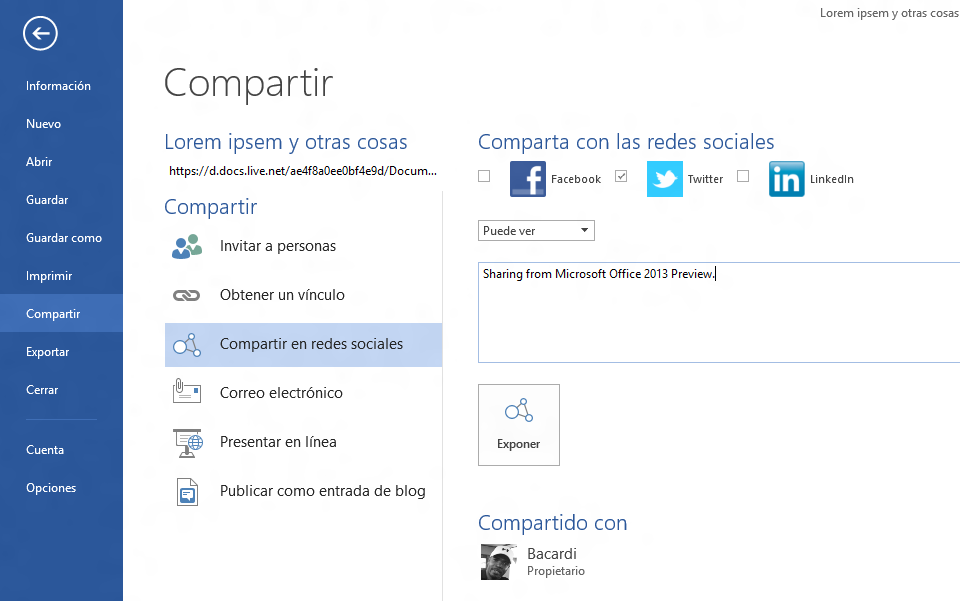 Lorem ipsem y otras cosas
Información
Nuevo
Abrir
Guardar
Guardar como
Imprimir
Compartir
Exportar
Cerrar
Cuenta
Opciones
Compartir
Lorem ipsem y otras cosas
https://d.docs.live.net/ae4f8a0ee0bf4e9d/Docum...
Compartir
Invitar a personas
Obtener un vínculo
Compartir en redes sociales
Correo electrónico
Presentar en línea
Publicar como entrada de blog
Comparta con las redes sociales
Facebook Twitter LinkedIn
Puede ver
Sharing from Microsoft Office 2013 Preview.
Exponer
Compartido con
Bacardi
Propietario